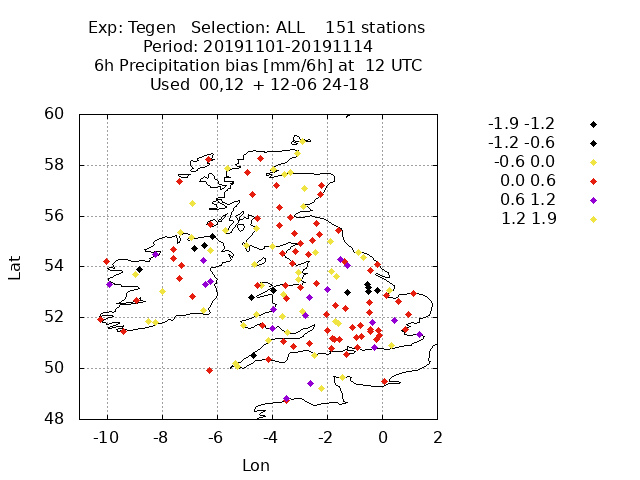 Exp: Tegen   Selection: ALL    151 stations
Period: 20191101-20191114
6h Precipitation bias [mm/6h] at  12 UTC
Used 00,12  + 12-06 24-18
-1.9 -1.2
-1.2 -0.6
-0.6 0.0
0.0 0.6
0.6 1.2
1.2 1.9
60
58
56
54
52
50
48
Lat
-10 -8 -6 -4 -2 0 2
Lon